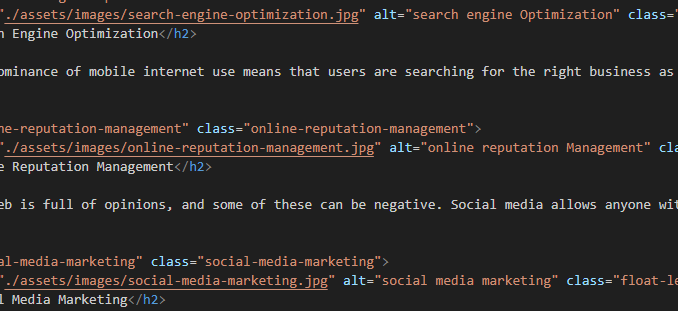 "./assets/images/search-engine-optimization.jpg" alt="search engine Optimization" class="
n Engine Optimization</h2>
ominance of mobile internet use means that users are searching for the right business as
ne-reputation-management" class="online-reputation-management">
"./assets/images/online-reputation-management.jpg" alt="online reputation Management" cla
e Reputation Management</h2>
eb is full of opinions, and some of these can be negative. Social media allows anyone wit
al-media-marketing" class="social-media-marketing">
"./assets/images/social-media-marketing.jpg" alt="social media marketing" class="float-le
l Media Marketing</h2>